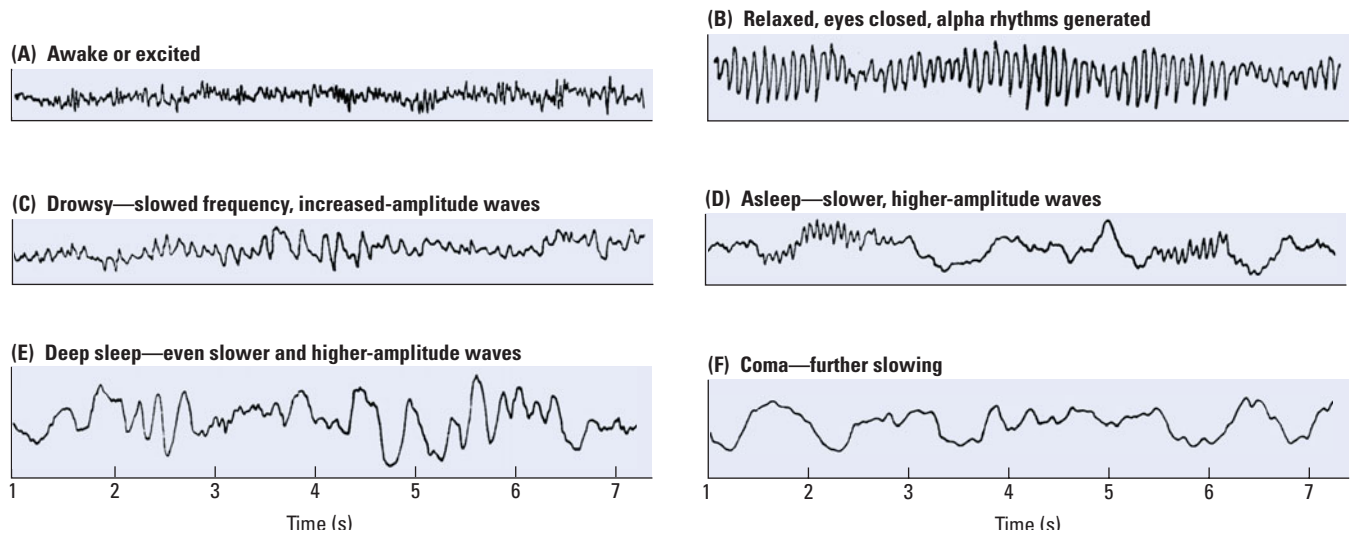 (A) Awake or excited
(B) Relaxed, eyes closed, alpha rhythms generated
(C) Drowsy—slowed frequency, increased-amplitude waves
(D) Asleep—slower, higher-amplitude waves
(E) Deep sleep—even slower and higher-amplitude waves
(F) Coma—further slowing
1 2 3 4 5 6 7
Time (s)
1 2 3 4 5 6 7
Time (s)